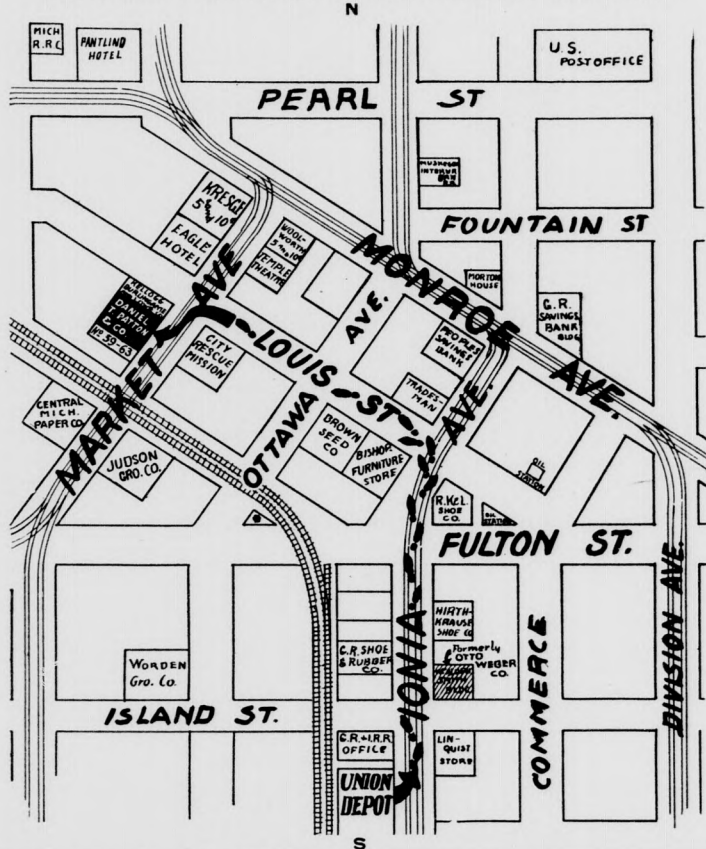 N
MICH
R.R.C
PANTLIND
HOTEL
U.S.
POSTOFFICE
PEARL ST
KRESGE
5 10¢
EAGLE
HOTEL
WOOL-
WORTH
5 10¢
TEMPLE
THEATRE
FOUNTAIN ST
MONROE AVE.
MORTON
HOUSE
G.R.
SAVINGS
BANK
BLDG
DANIEL
T PATTON
& CO
Nº 59-63
MARKET AVE
CITY
RESCUE
MISSION
LOUIS ST
OTTAWA AVE.
PEOPLES
SAVINGS
BANK
TRADES-
MAN
CENTRAL
MICH.
PAPER CO.
JUDSON
GRO. CO.
BROWN
SEED
CO
BISHOP
FURNITURE
STORE
OIL
STATION
R.K&L.
SHOE
CO.
OIL
STATION
FULTON ST.
IONIA AVE.
HIRTH-
KRAUSE
SHOE CO
Formerly
OTTO
WEBER
CO.
G.R. SHOE
& RUBBER
CO.
WORDEN
GRO. CO.
ISLAND ST.
COMMERCE
DIVISION AVE.
G.R.+I.R.R
OFFICE
LIN-
QUIST
STORE
UNION
DEPOT
S